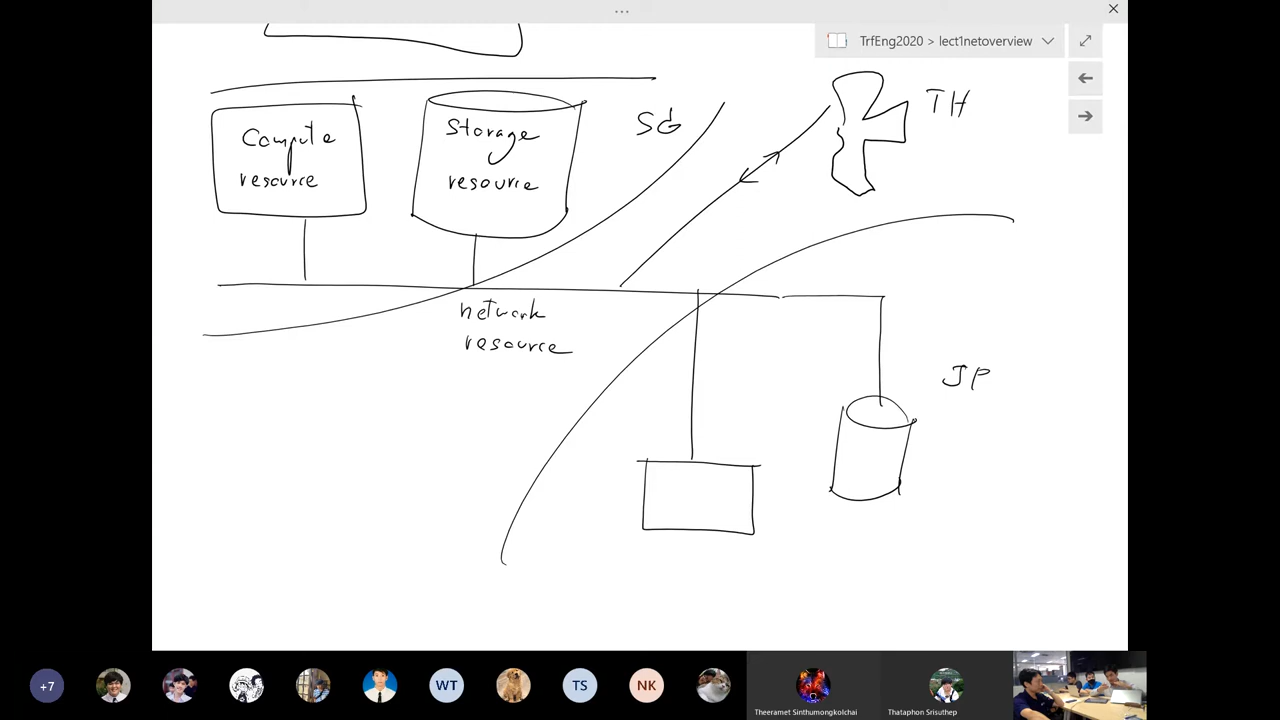 TrfEng2020 > lect1netoverview
Compute
resource
Storage
resource
SG
TH
network
resource
JP
+7
WT
TS
NK
Theeramet Sinthumongkolchai
Thataphon Srisuthep